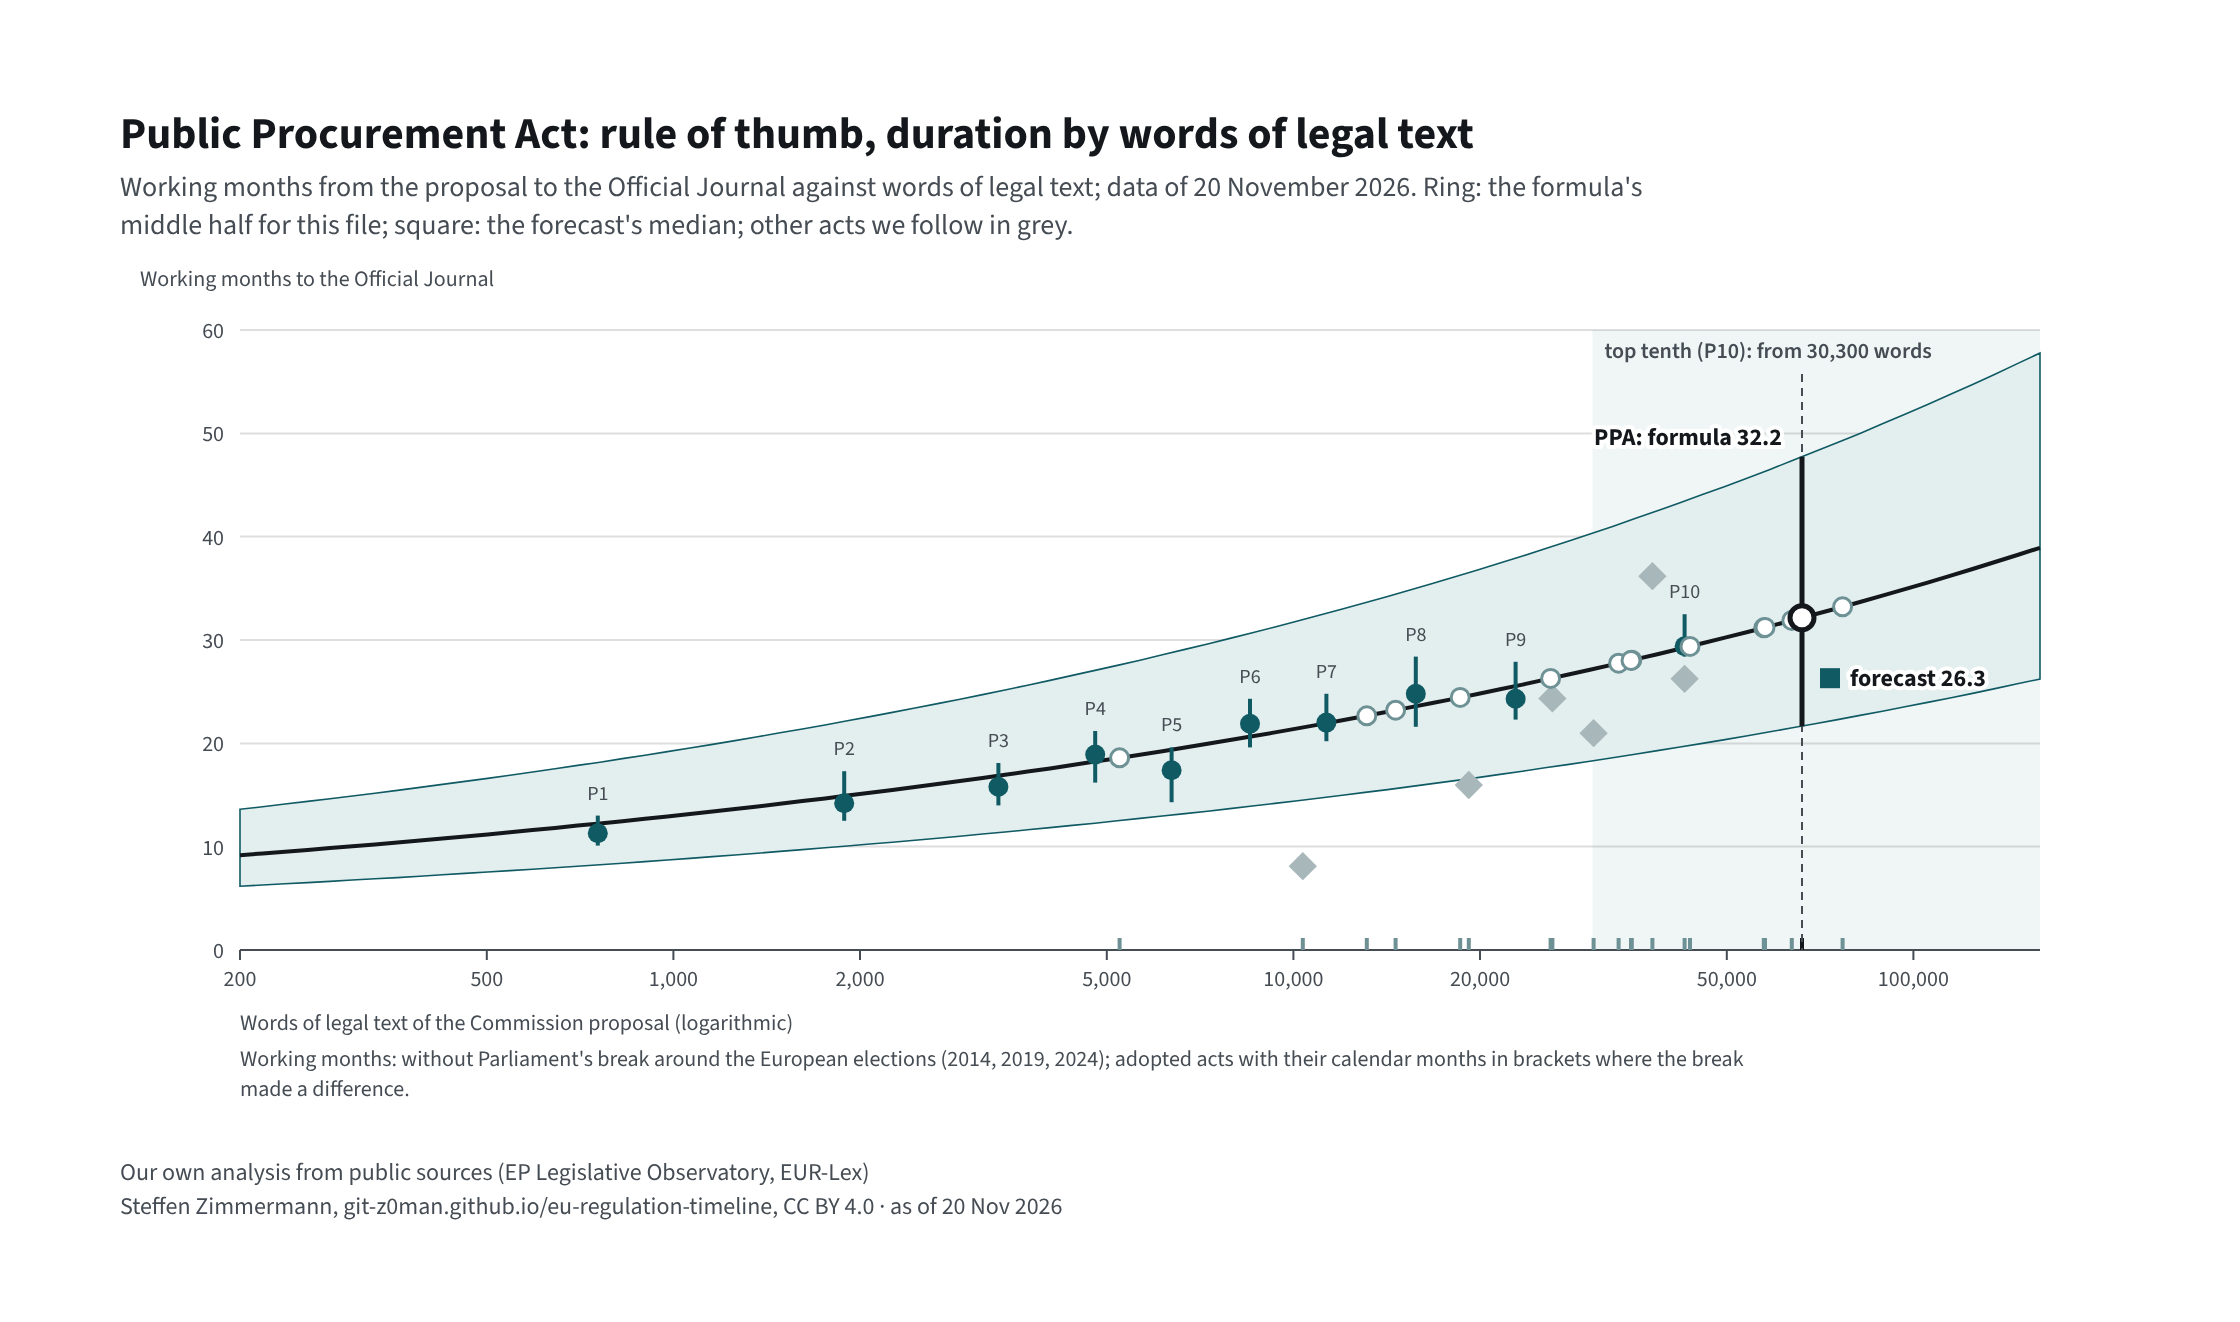 Public Procurement Act: rule of thumb, duration by words of legal text
Working months from the proposal to the Official Journal against words of legal text; data of 20 November 2026. Ring: the formula's
middle half for this file; square: the forecast's median; other acts we follow in grey.
Working months to the Official Journal
60
top tenth (P10): from 30,300 words
50
PPA: formula 32.2
40
P10
30
P8
P9
P6
P7
forecast 26.3
20
P4
P5
P3
P2
P1
10
0
200
500
1,000
2,000
5,000
10,000
20,000
50,000
100,000
Words of legal text of the Commission proposal (logarithmic)
Working months: without Parliament's break around the European elections (2014, 2019, 2024); adopted acts with their calendar months in brackets where the break
made a difference.
Our own analysis from public sources (EP Legislative Observatory, EUR-Lex)
Steffen Zimmermann, git-z0man.github.io/eu-regulation-timeline, CC BY 4.0 · as of 20 Nov 2026